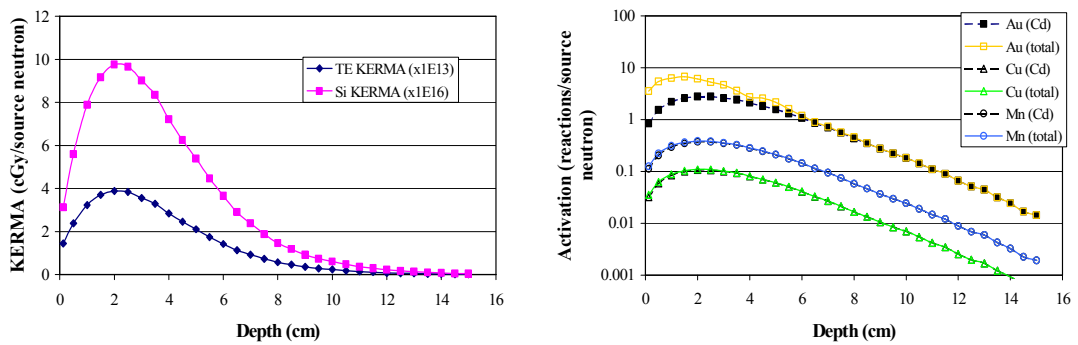 KERMA (cGy/source neutron)
12
10
8
6
4
2
0
TE KERMA (x1E13)
Si KERMA (x1E16)
0 2 4 6 8 10 12 14 16
Depth (cm)
Activation (reactions/source
neutron)
100
10
1
0.1
0.01
0.001
Au (Cd)
Au (total)
Cu (Cd)
Cu (total)
Mn (Cd)
Mn (total)
0 2 4 6 8 10 12 14 16
Depth (cm)